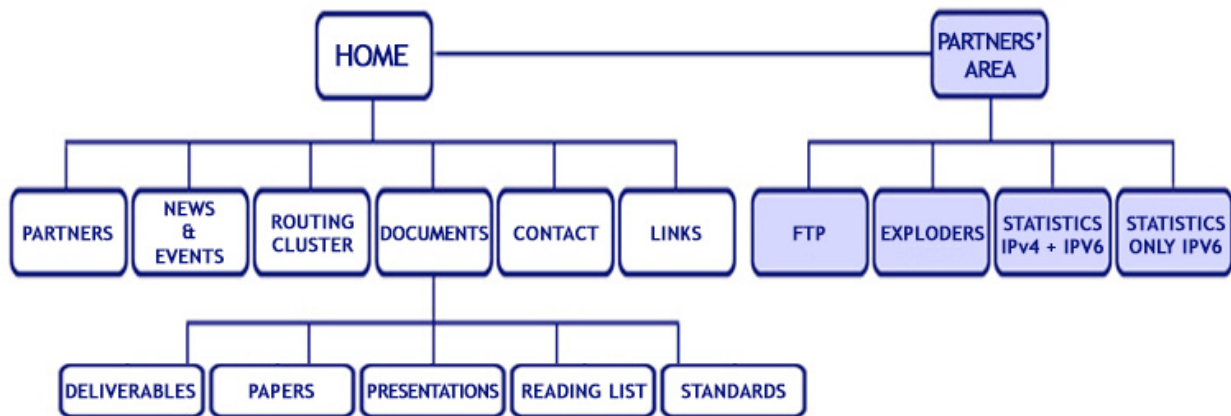 HOME
PARTNERS'
AREA
PARTNERS
NEWS
&
EVENTS
ROUTING
CLUSTER
DOCUMENTS
CONTACT
LINKS
FTP
EXPLODERS
STATISTICS
IPv4 + IPV6
STATISTICS
ONLY IPV6
DELIVERABLES
PAPERS
PRESENTATIONS
READING LIST
STANDARDS